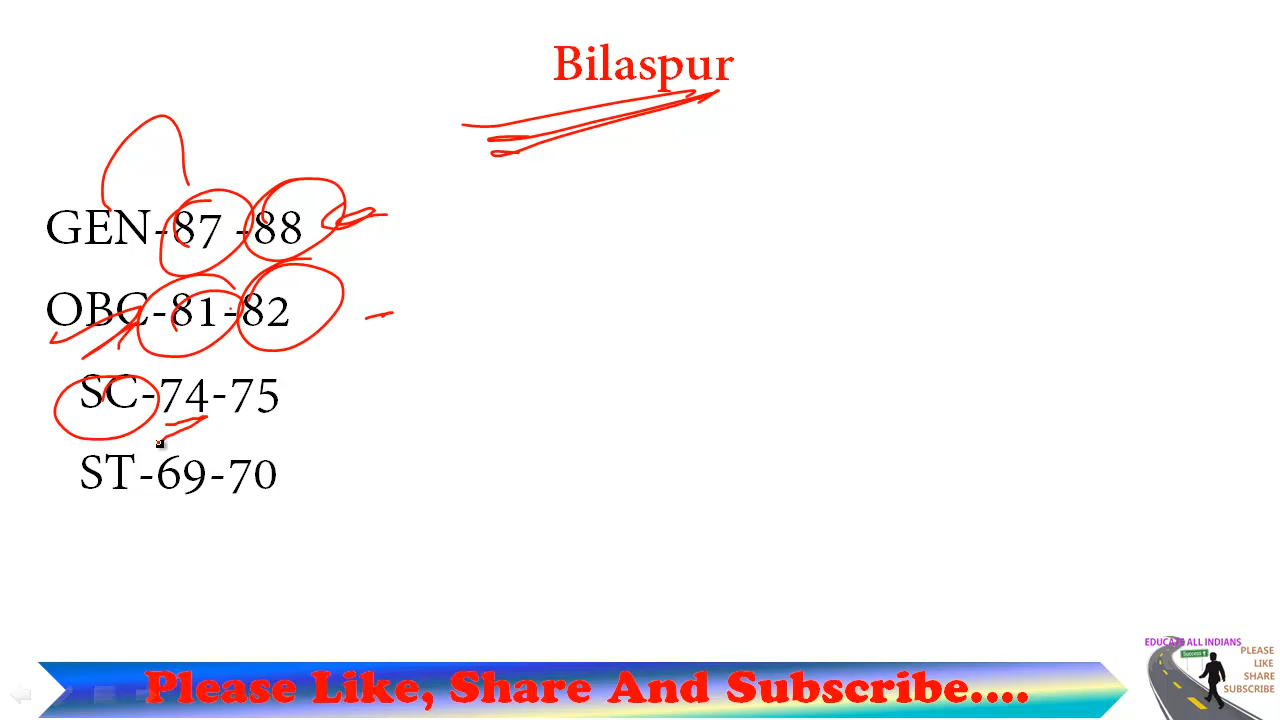 Bilaspur
GEN-87 -88
OBC-81-82
SC-74-75
ST-69-70
EDUCATE ALL INDIANS
Success
PLEASE
LIKE
SHARE
SUBSCRIBE
Please Like, Share And Subscribe....